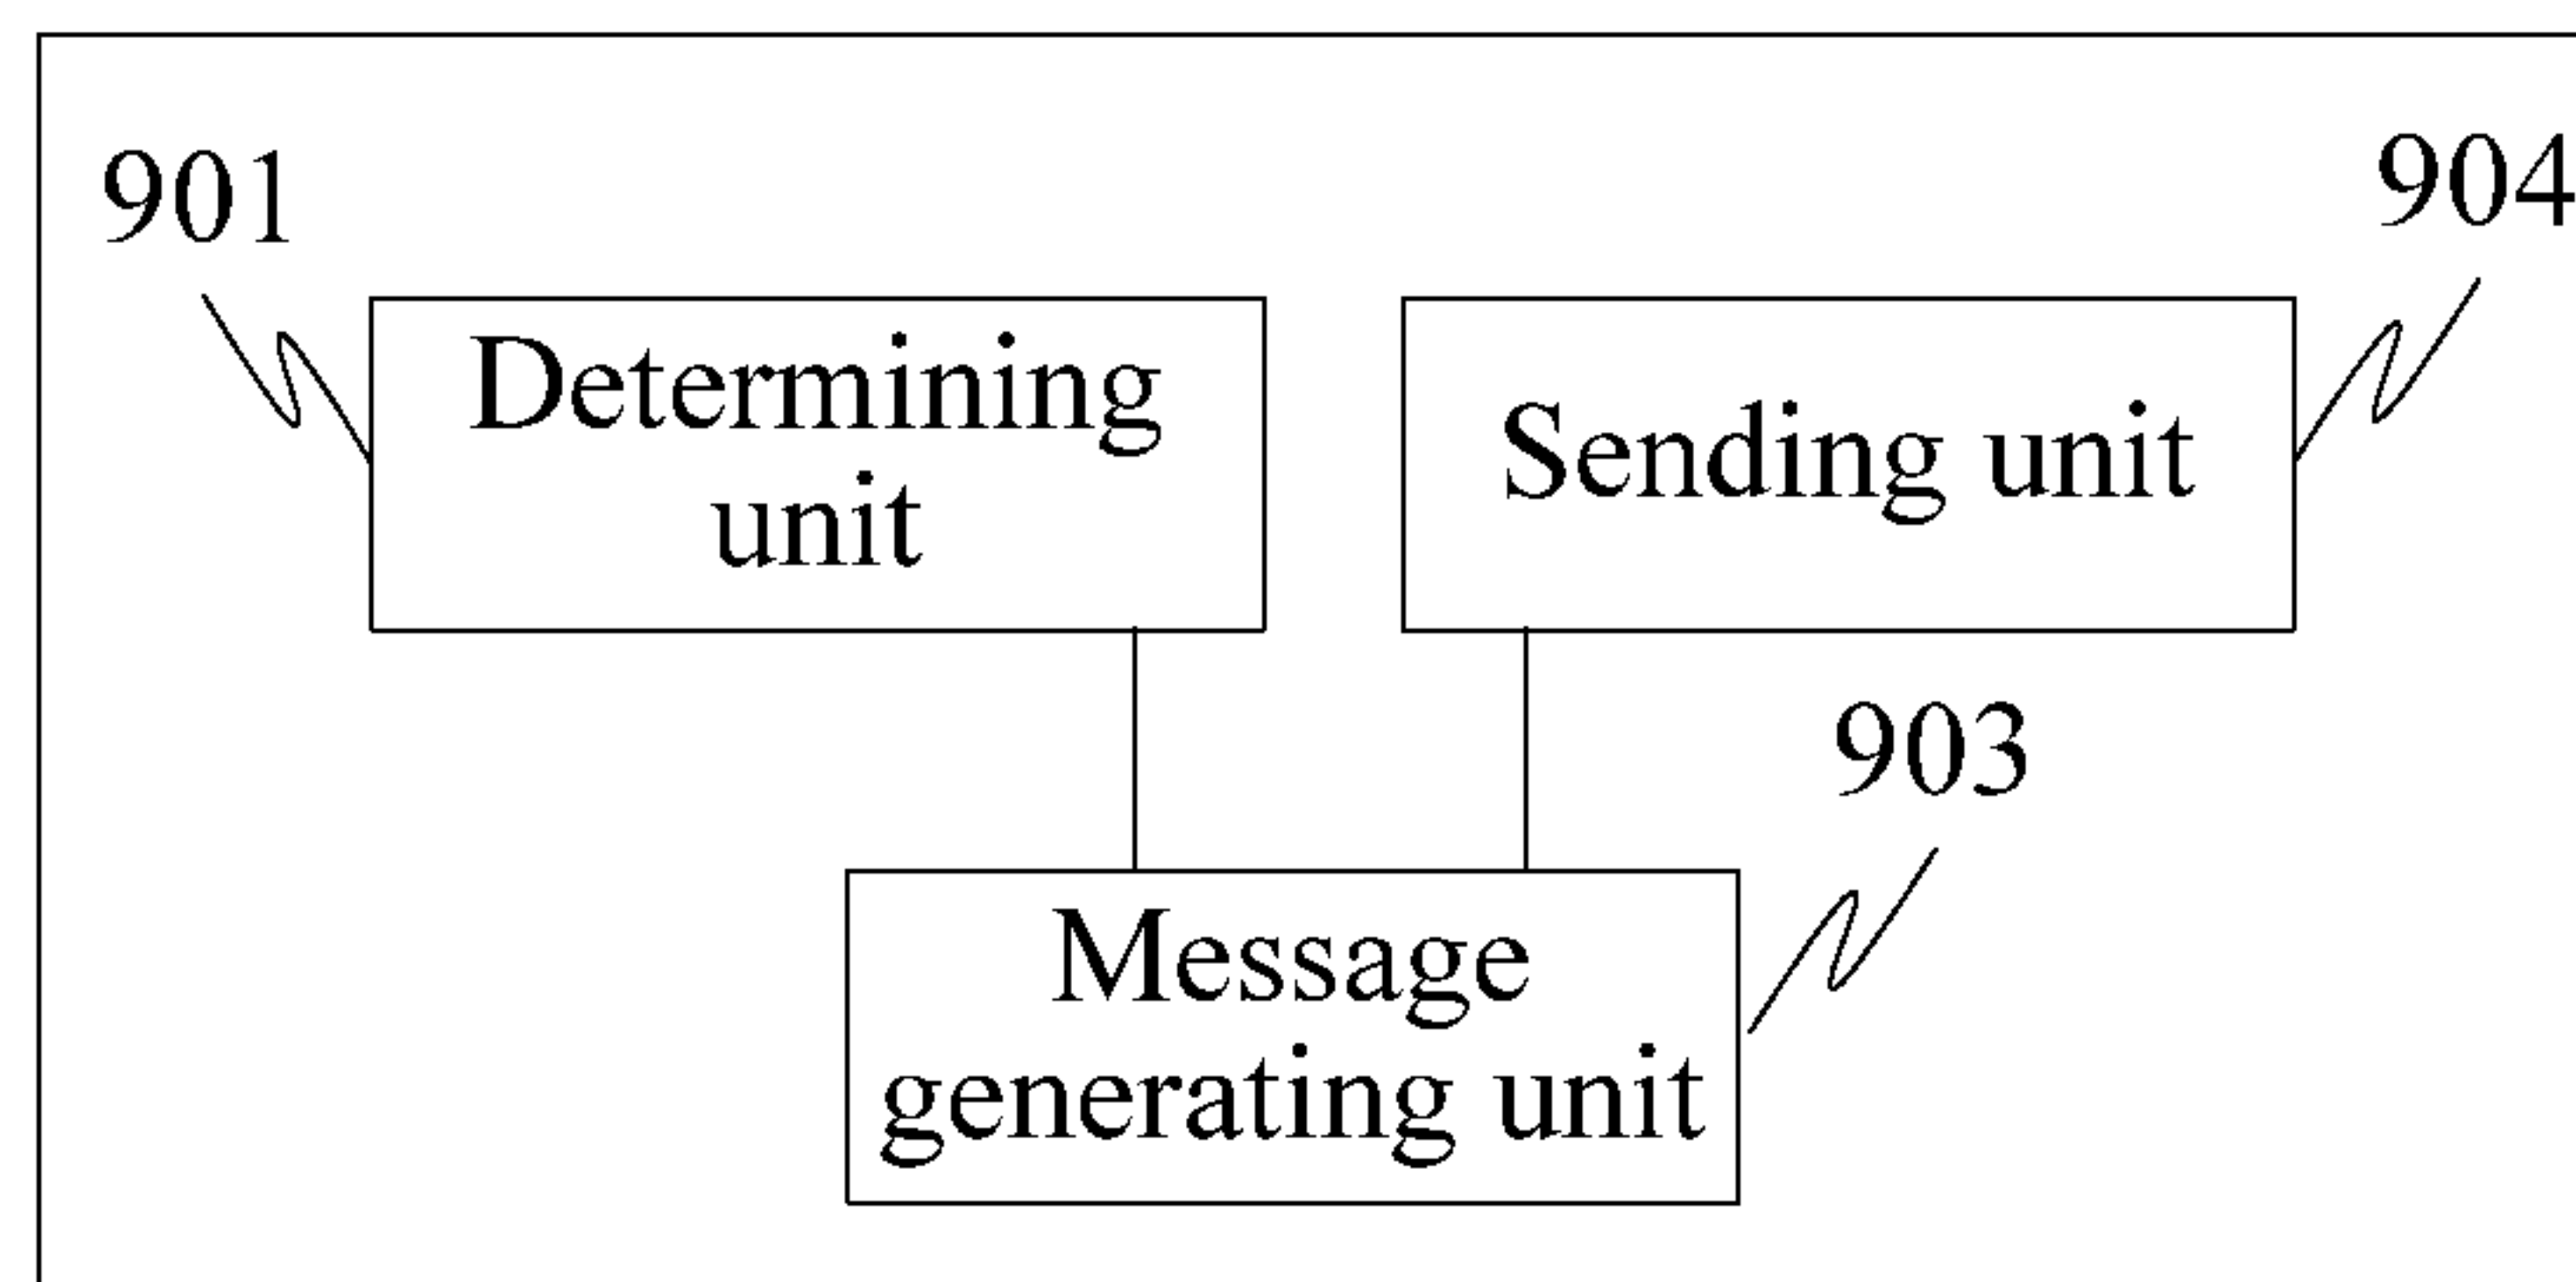 901
904
Determining
unit
Sending unit
903
Message
generating unit